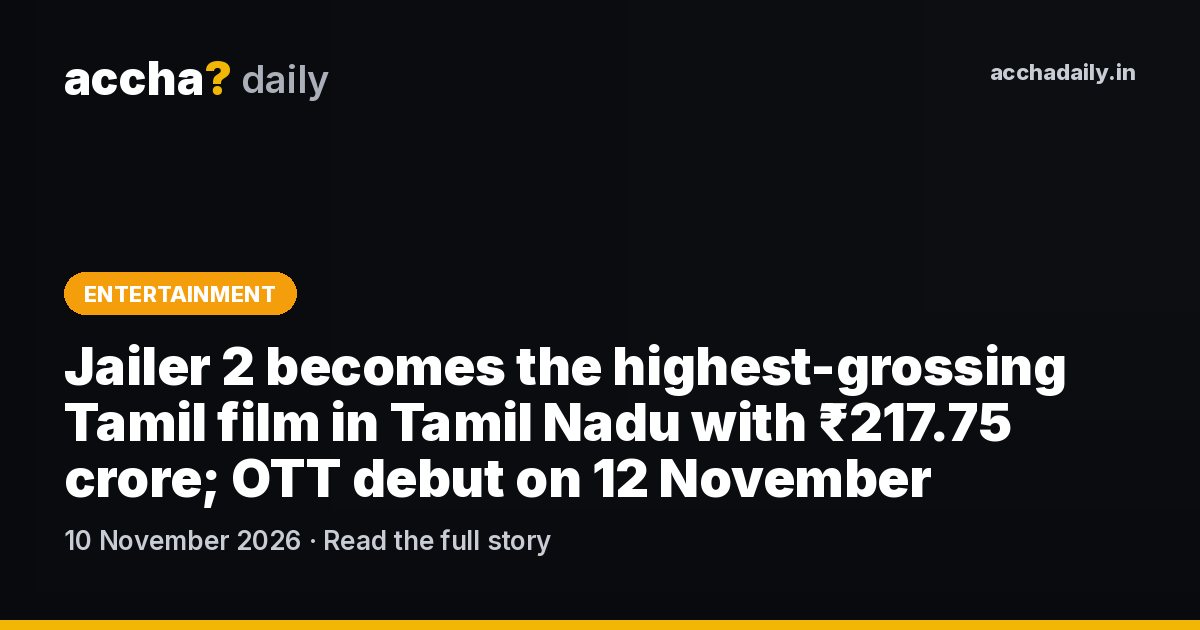 accha? daily
acchadaily.in
ENTERTAINMENT
Jailer 2 becomes the highest-grossing
Tamil film in Tamil Nadu with ₹217.75
crore; OTT debut on 12 November
10 November 2026 · Read the full story